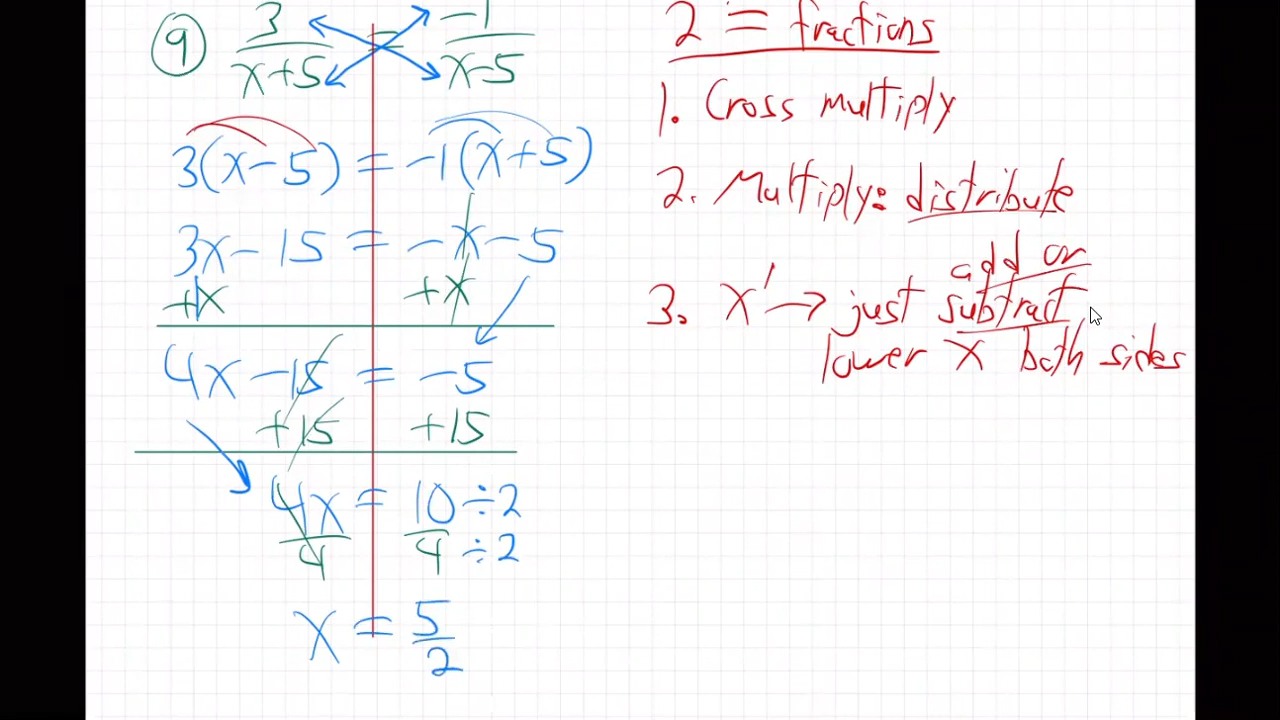 9 3/(x+5) = -1/(x-5)
3(x-5) = -1(x+5)
3x-15 = -x-5
+x +x
4x-15 = -5
+15 +15
4x/4 = 10/4 ÷2 ÷2
x = 5/2
2 = fractions
1. Cross multiply
2. Multiply: distribute
add or
3. x' → just subtract
lower x both sides